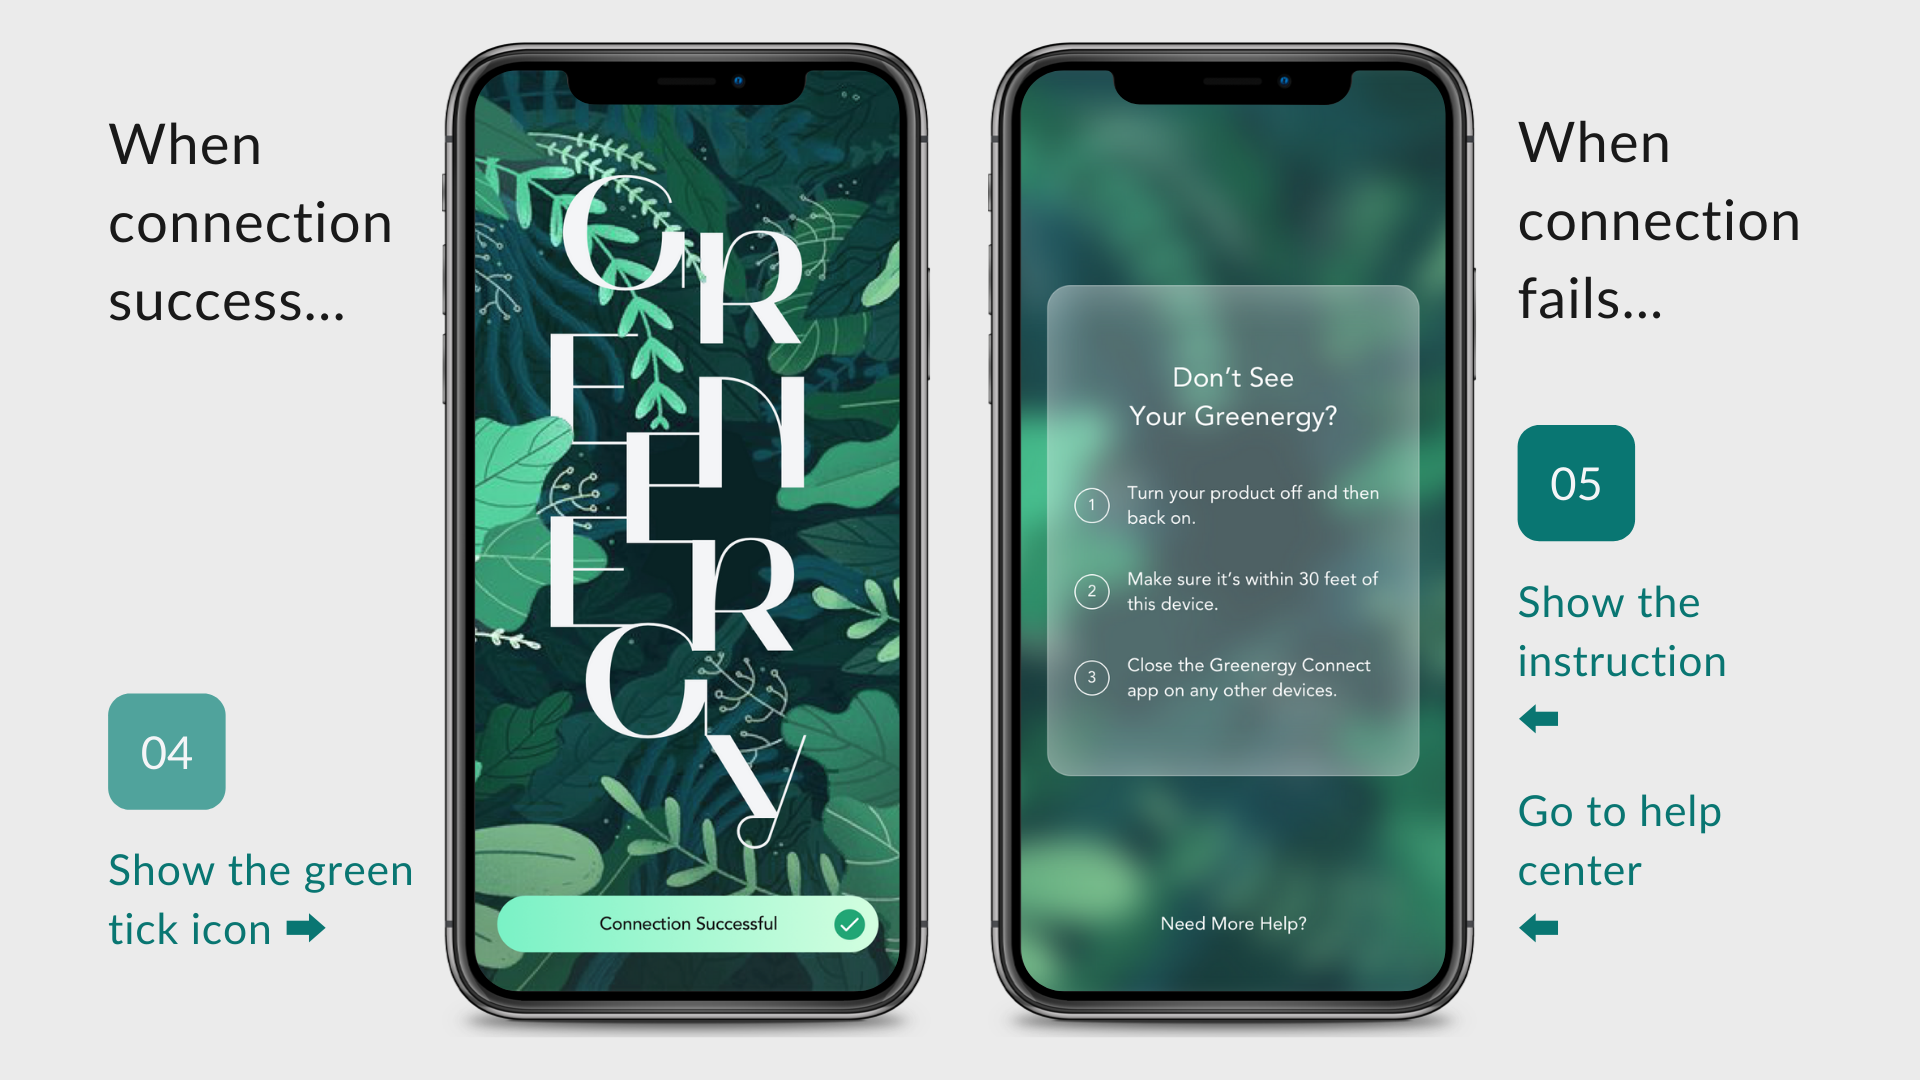 When
connection
success...
04
Show the green
tick icon
G
R
E
N
E
E
R
G
y
Connection Successful
Don’t See
Your Greenergy?
1
Turn your product off and then
back on.
2
Make sure it’s within 30 feet of
this device.
3
Close the Greenergy Connect
app on any other devices.
Need More Help?
When
connection
fails...
05
Show the
instruction
Go to help
center